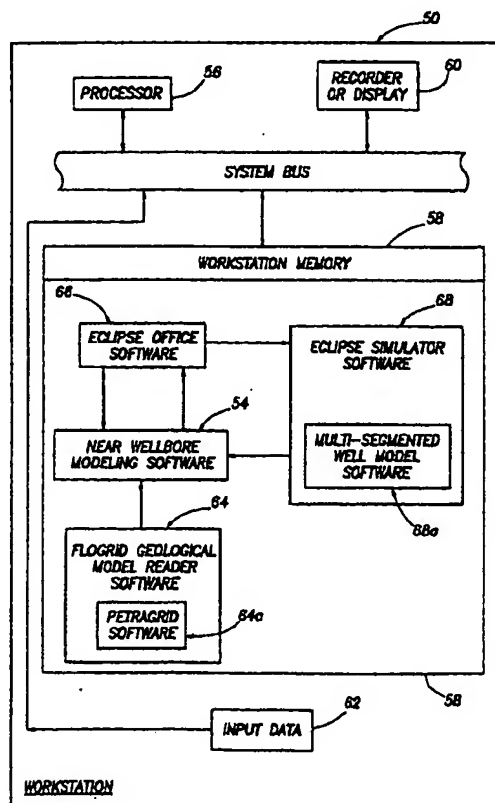 50
PROCESSOR
56
RECORDER
OR DISPLAY
60
SYSTEM BUS
58
WORKSTATION MEMORY
66
ECLIPSE OFFICE
SOFTWARE
68
ECLIPSE SIMULATOR
SOFTWARE
54
NEAR WELLBORE
MODELING SOFTWARE
MULTI-SEGMENTED
WELL MODEL
SOFTWARE
68a
64
FLOGRID GEOLOGICAL
MODEL READER
SOFTWARE
PETRAGRID
SOFTWARE
64a
58
62
INPUT DATA
WORKSTATION